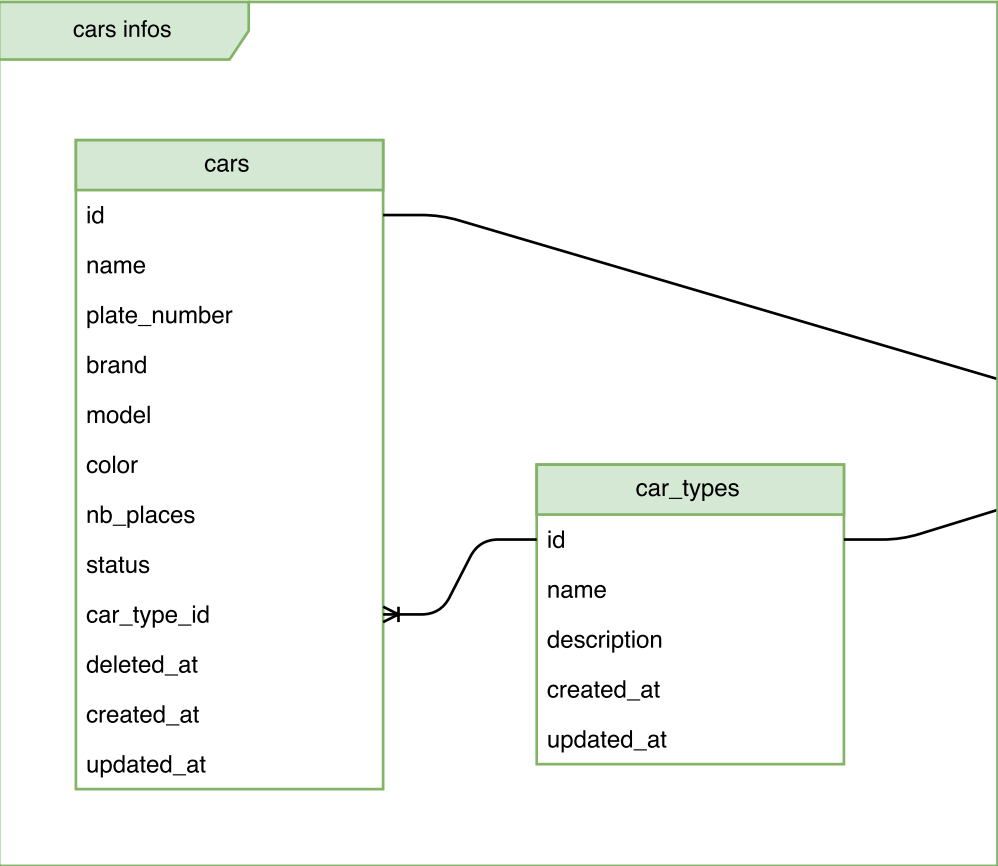 cars infos
cars
id
name
plate_number
brand
model
color
nb_places
status
car_type_id
deleted_at
created_at
updated_at
car_types
id
name
description
created_at
updated_at